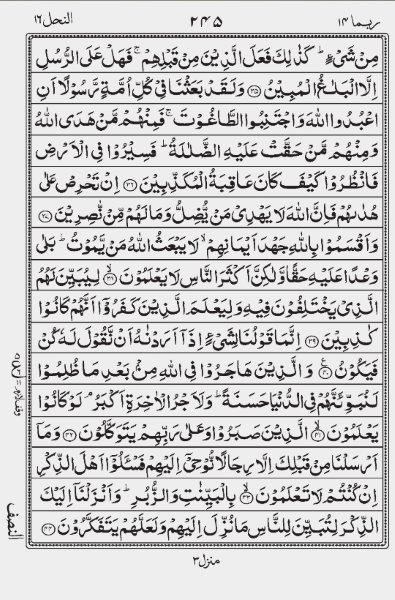 ربما ١٤ ٢٤٥ النحل ١٦
مِنْ شَىْءٍ ؕ كَذٰلِكَ فَعَلَ الَّذِيْنَ مِنْ قَبْلِهِمْ ۚ فَهَلْ عَلَى الرُّسُلِ
اِلَّا الْبَلٰغُ الْمُبِيْنُ ﴿۳۵﴾ وَلَقَدْ بَعَثْنَا فِىْ كُلِّ اُمَّةٍ رَّسُوْلًا اَنِ
اعْبُدُوا اللّٰهَ وَاجْتَنِبُوا الطَّاغُوْتَ ۚ فَمِنْهُمْ مَّنْ هَدَى اللّٰهُ
وَمِنْهُمْ مَّنْ حَقَّتْ عَلَيْهِ الضَّلٰلَةُ ؕ فَسِيْرُوْا فِى الْاَرْضِ
فَانْظُرُوْا كَيْفَ كَانَ عَاقِبَةُ الْمُكَذِّبِيْنَ ﴿۳۶﴾ اِنْ تَحْرِصْ عَلٰى
هُدٰىهُمْ فَاِنَّ اللّٰهَ لَا يَهْدِىْ مَنْ يُّضِلُّ وَمَا لَهُمْ مِّنْ نّٰصِرِيْنَ ﴿۳۷﴾
وَاَقْسَمُوْا بِاللّٰهِ جَهْدَ اَيْمَانِهِمْ ۙ لَا يَبْعَثُ اللّٰهُ مَنْ يَّمُوْتُ ؕ بَلٰى
وَعْدًا عَلَيْهِ حَقًّا وَّلٰكِنَّ اَكْثَرَ النَّاسِ لَا يَعْلَمُوْنَ ﴿۳۸﴾ لِيُبَيِّنَ لَهُمُ
الَّذِىْ يَخْتَلِفُوْنَ فِيْهِ وَلِيَعْلَمَ الَّذِيْنَ كَفَرُوْۤا اَنَّهُمْ كَانُوْا
كٰذِبِيْنَ ﴿۳۹﴾ اِنَّمَا قَوْلُنَا لِشَىْءٍ اِذَاۤ اَرَدْنٰهُ اَنْ نَّقُوْلَ لَهٗ كُنْ
فَيَكُوْنُ ﴿۴۰﴾ وَالَّذِيْنَ هَاجَرُوْا فِى اللّٰهِ مِنْۢ بَعْدِ مَا ظُلِمُوْا
لَنُبَوِّئَنَّهُمْ فِى الدُّنْيَا حَسَنَةً ؕ وَلَاَجْرُ الْاٰخِرَةِ اَكْبَرُ ۘ لَوْ كَانُوْا
يَعْلَمُوْنَ ﴿۴۱﴾ الَّذِيْنَ صَبَرُوْا وَعَلٰى رَبِّهِمْ يَتَوَكَّلُوْنَ ﴿۴۲﴾ وَمَاۤ
اَرْسَلْنَا مِنْ قَبْلِكَ اِلَّا رِجَالًا نُّوْحِىْۤ اِلَيْهِمْ فَسْئَلُوْۤا اَهْلَ الذِّكْرِ
اِنْ كُنْتُمْ لَا تَعْلَمُوْنَ ﴿۴۳﴾ بِالْبَيِّنٰتِ وَالزُّبُرِ ؕ وَاَنْزَلْنَاۤ اِلَيْكَ
الذِّكْرَ لِتُبَيِّنَ لِلنَّاسِ مَا نُزِّلَ اِلَيْهِمْ وَلَعَلَّهُمْ يَتَفَكَّرُوْنَ ﴿۴۴﴾
النصف
منزل ٣